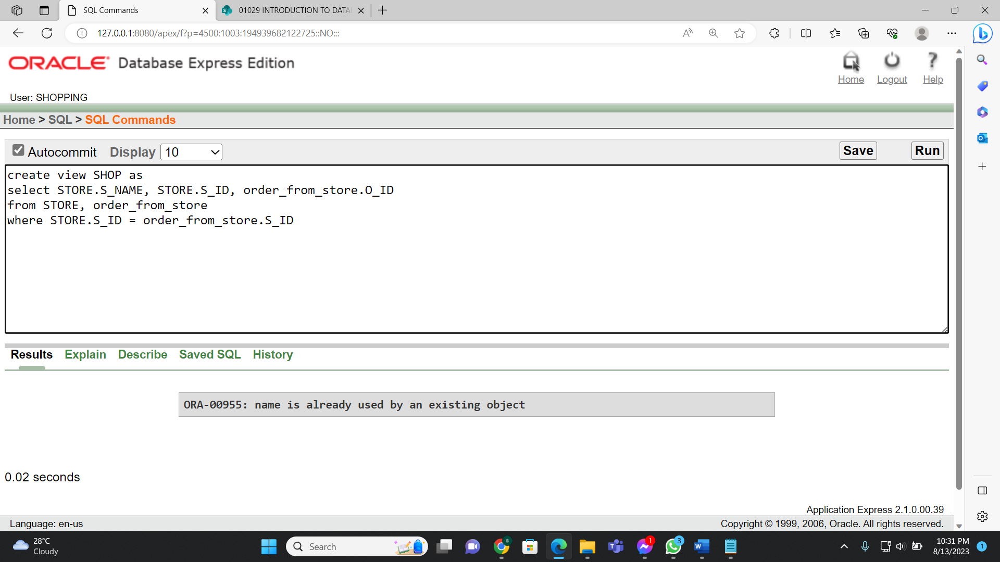 SQL Commands
01029 INTRODUCTION TO DATA
127.0.0.1:8080/apex/f?p=4500:1003:194939682122725::NO:::
ORACLE Database Express Edition
Home Logout Help
User: SHOPPING
Home > SQL > SQL Commands
Autocommit Display 10 Save Run
create view SHOP as
select STORE.S_NAME, STORE.S_ID, order_from_store.O_ID
from STORE, order_from_store
where STORE.S_ID = order_from_store.S_ID
Results Explain Describe Saved SQL History
ORA-00955: name is already used by an existing object
0.02 seconds
Application Express 2.1.0.00.39
Language: en-us Copyright © 1999, 2006, Oracle. All rights reserved.
28°C
Cloudy
Search
1
3
10:31 PM
8/13/2023
1